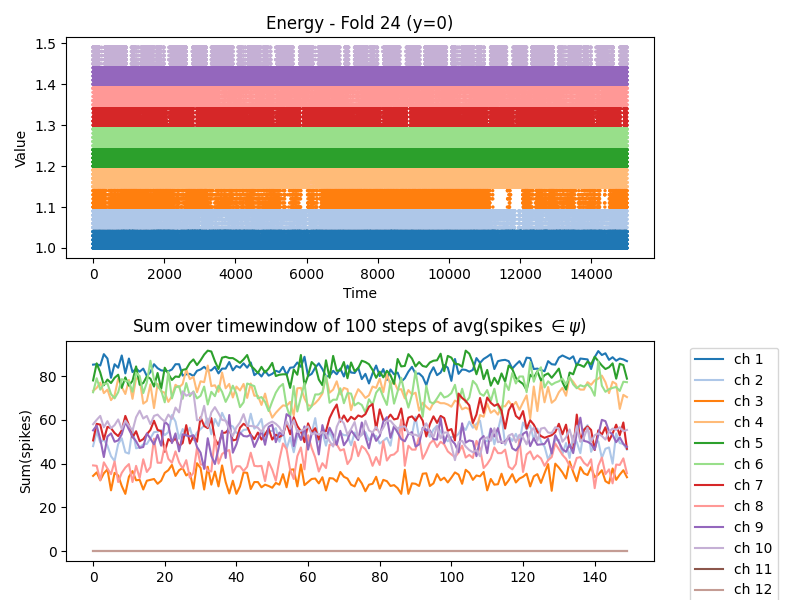 Energy - Fold 24 (y=0)
1.5
1.4
1.3
1.2
1.1
1.0
Value
0 2000 4000 6000 8000 10000 12000 14000
Time
Sum over timewindow of 100 steps of avg(spikes ∈ψ)
80
60
40
20
0
Sum(spikes)
0 20 40 60 80 100 120 140
ch 1
ch 2
ch 3
ch 4
ch 5
ch 6
ch 7
ch 8
ch 9
ch 10
ch 11
ch 12